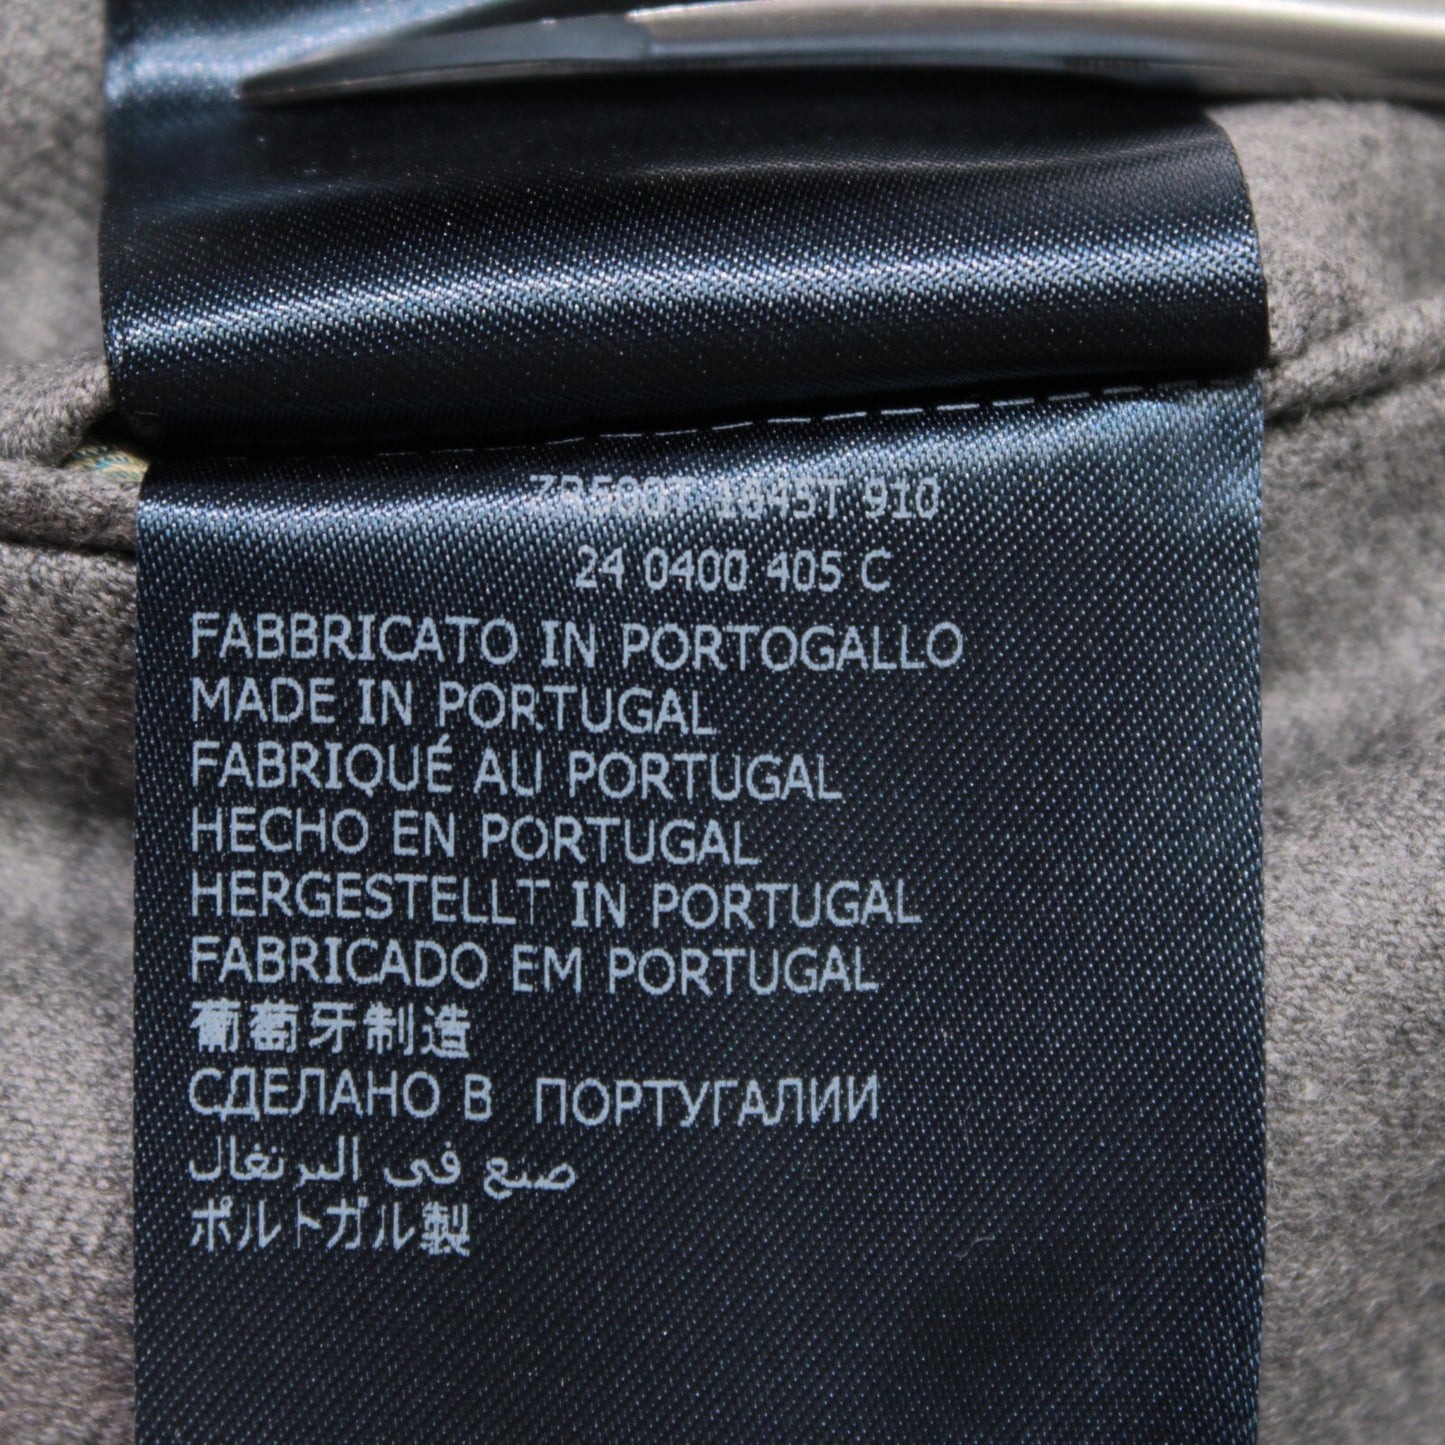 910
24 0400 405 C
FABBRICATO IN PORTOGALLO
MADE IN PORTUGAL
FABRIQUÉ AU PORTUGAL
HECHO EN PORTUGAL
HERGESTELLT IN PORTUGAL
FABRICADO EM PORTUGAL
葡萄牙制造
СДЕЛАНО В ПОРТУГАЛИИ
صنع فى البرتغال
ポルトガル製